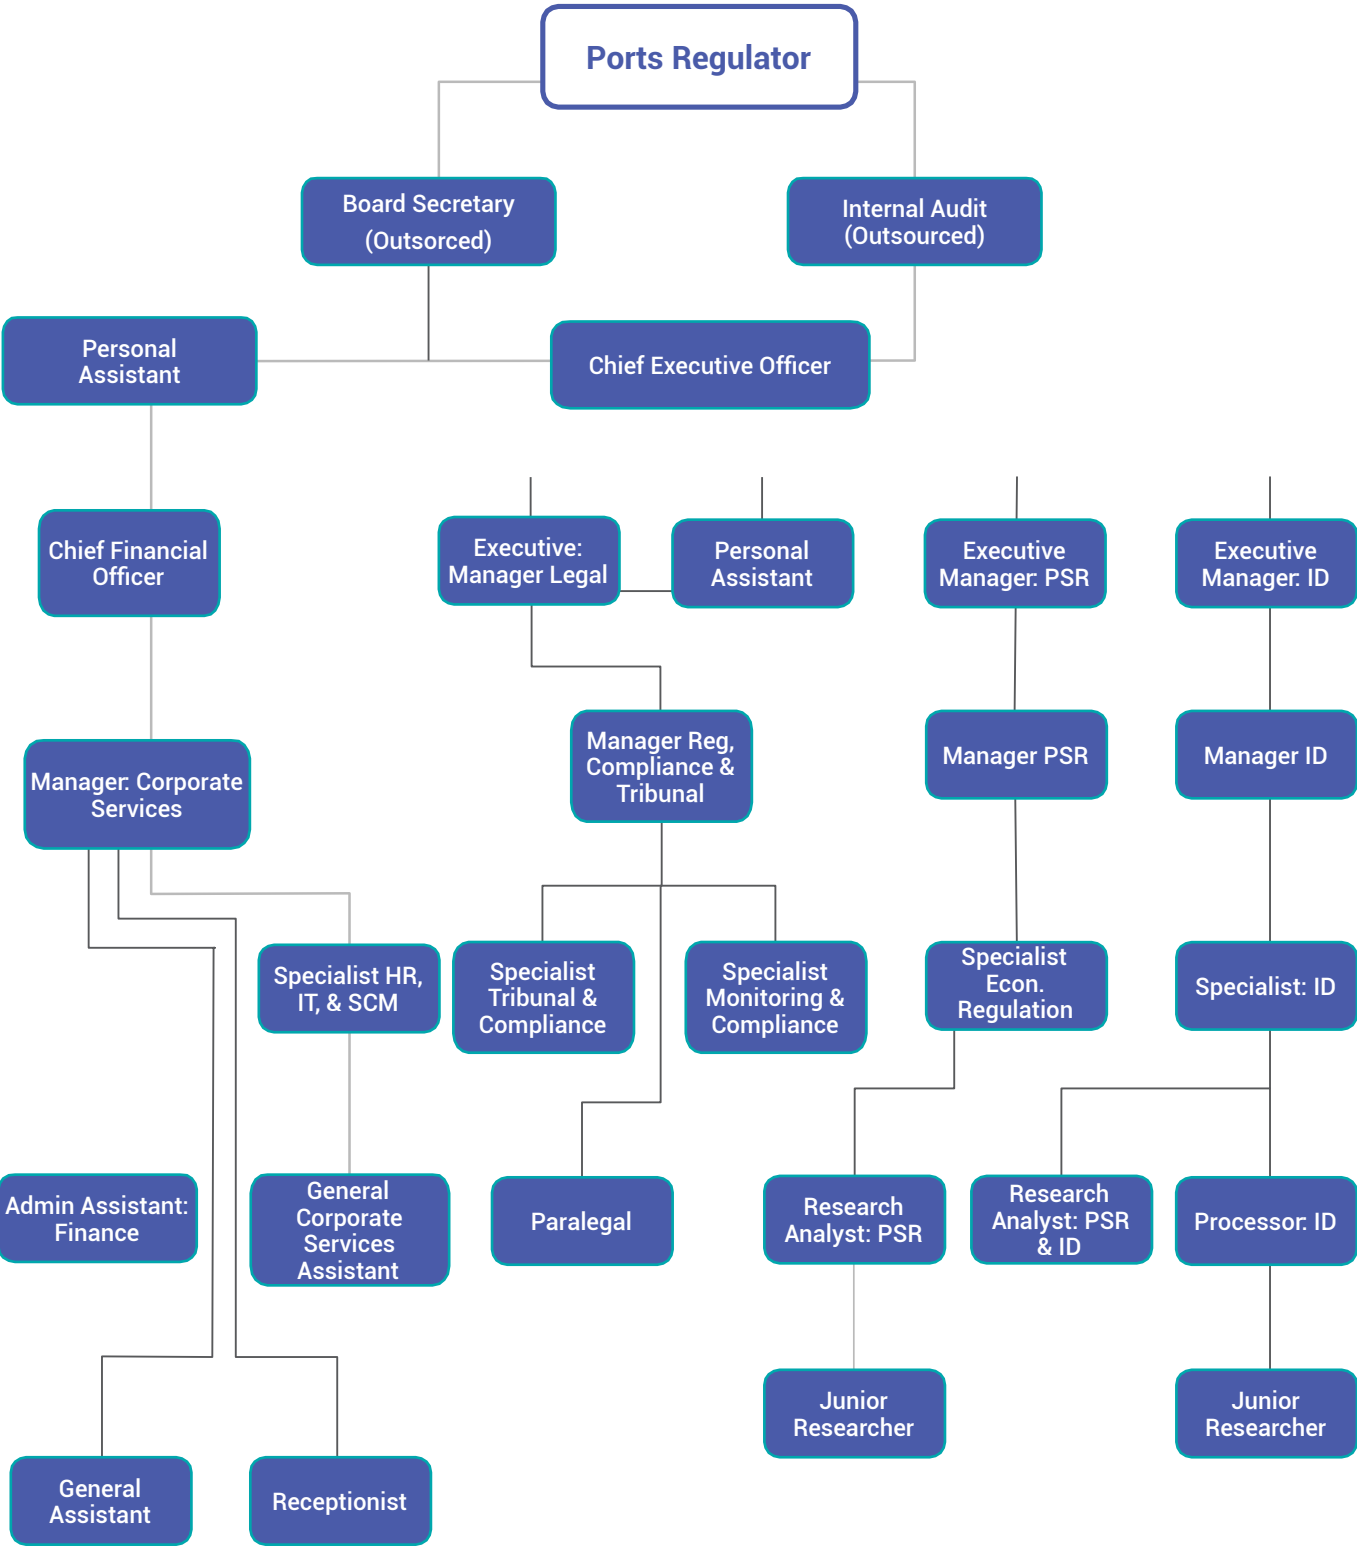 Ports Regulator
Board Secretary
(Outsorced)
Internal Audit
(Outsourced)
Personal
Assistant
Chief Executive Officer
Chief Financial
Officer
Executive:
Manager Legal
Personal
Assistant
Executive
Manager: PSR
Executive
Manager: ID
Manager: Corporate
Services
Manager Reg,
Compliance &
Tribunal
Manager PSR
Manager ID
Specialist HR,
IT, & SCM
Specialist
Tribunal &
Compliance
Specialist
Monitoring &
Compliance
Specialist
Econ.
Regulation
Specialist: ID
Admin Assistant:
Finance
General
Corporate
Services
Assistant
Paralegal
Research
Analyst: PSR
Research
Analyst: PSR
& ID
Processor: ID
Junior
Researcher
Junior
Researcher
General
Assistant
Receptionist